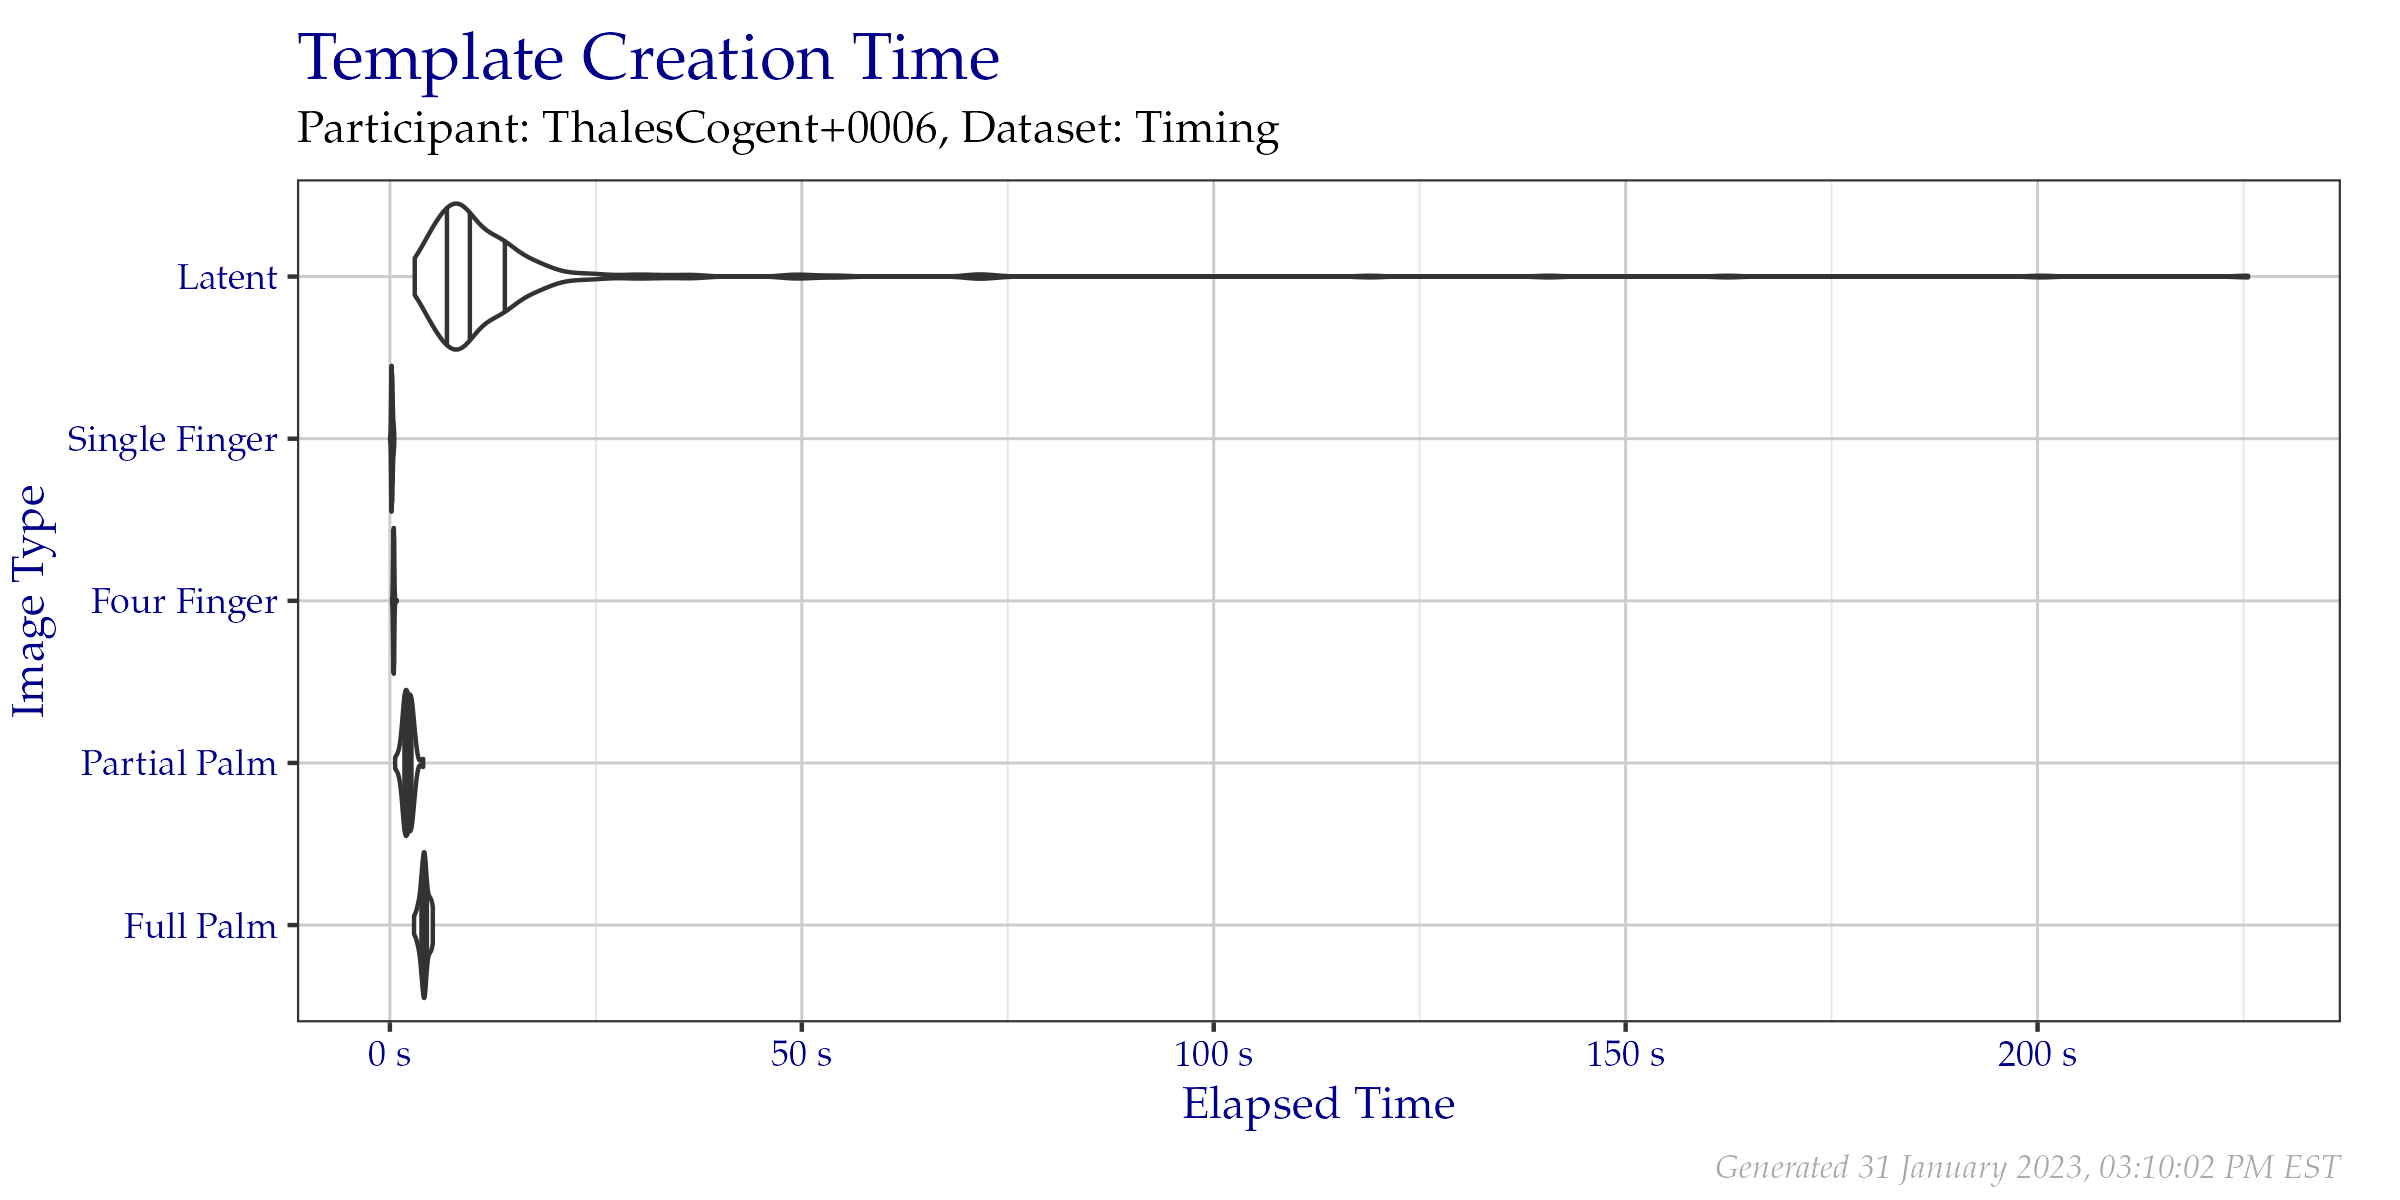 Template Creation Time
Participant: ThalesCogent+0006, Dataset: Timing
Image Type
Latent
Single Finger
Four Finger
Partial Palm
Full Palm
0 s 50 s 100 s 150 s 200 s
Elapsed Time
Generated 31 January 2023, 03:10:02 PM EST